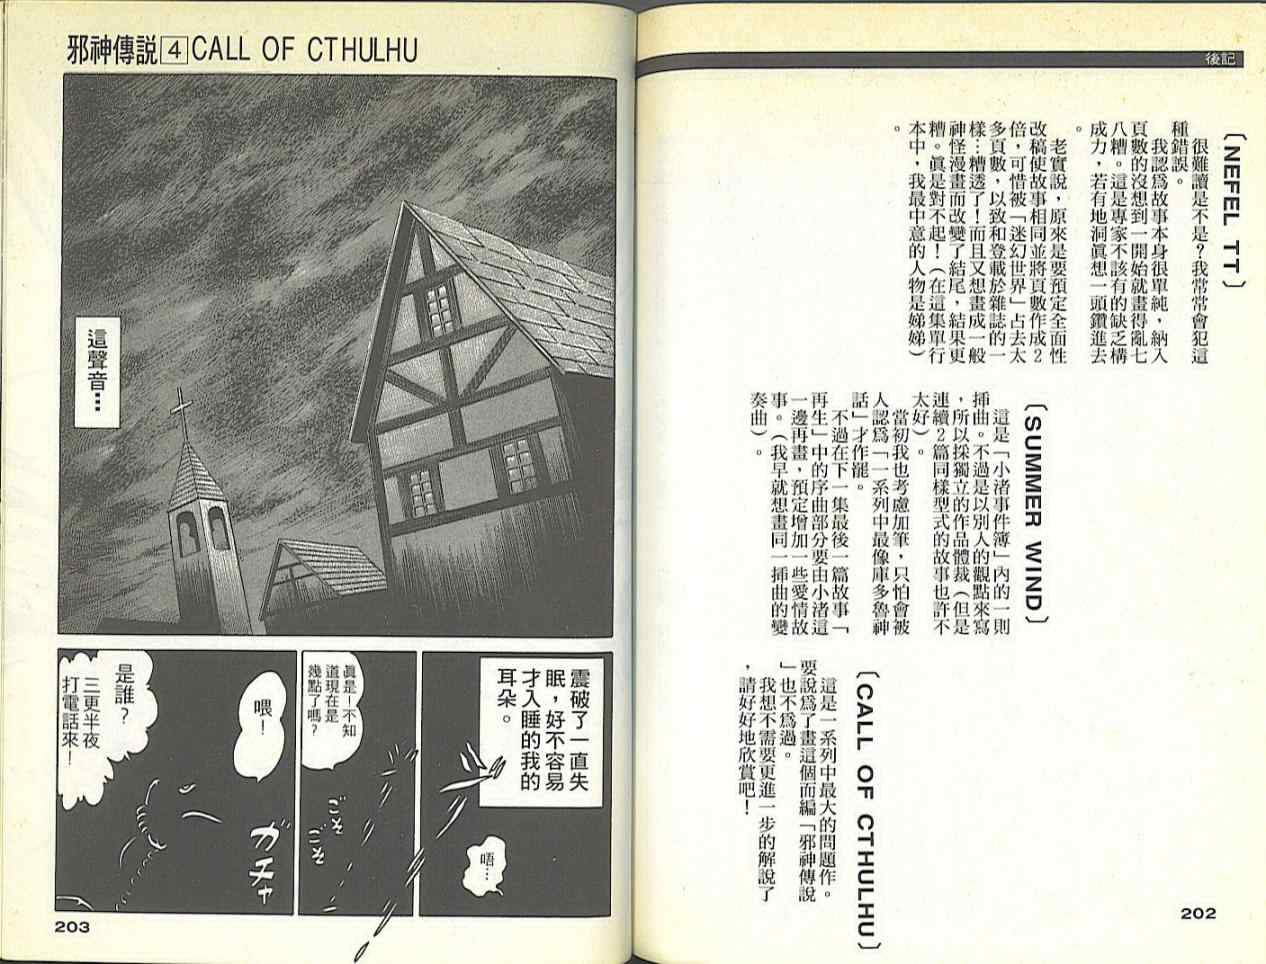 後記
〔NEFEL TT〕
很難讀是不是？我常常會犯這
種錯誤。
我認爲故事本身很單純，納入
頁數的沒想到一開始就畫得亂七
八糟。這是專家不該有的缺乏構
成力，若有地洞眞想一頭鑽進去
。
老實說，原來是要預定全面性
改稿使故事相同並將頁數作成2
倍，可惜被「迷幻世界」占去太
多頁數，以致和登載於雜誌的一
樣…糟透了！而且又想畫成一般
神怪漫畫而改變了結尾，結果更
糟。眞是對不起！（在這集單行
本中，我最中意的人物是娣娣）
。
〔SUMMER WIND〕
這是「小渚事件簿」內的一則
插曲。不過是以別人的觀點來寫
，所以採獨立的作品體裁（但是
連續2篇同樣型式的故事也許不
太好）。
當初我也考慮加筆，只怕會被
人認爲「一系列中最像庫多魯神
話」才作罷。
不過在下一集最後一篇故事「
再生」中的序曲部分要由小渚這
一邊再畫，預定增加一些愛情故
事。（我早就想畫同一插曲的變
奏曲）。
〔CALL OF CTHULHU〕
這是一系列中最大的問題作。
要說爲了畫這個而編「邪神傳說
」也不爲過。
我想不需要更進一步的解說了
，請好好地欣賞吧！
202
邪神傳說4CALL OF CTHULHU
這聲音…
震破了一直失
眠，好不容易
才入睡的我的
耳朵。
唔…
眞是！不知
道現在是
幾點了嗎？
ごそ
ごそ
喂！
ガチャ
是誰？
三更半夜
打電話來！
203